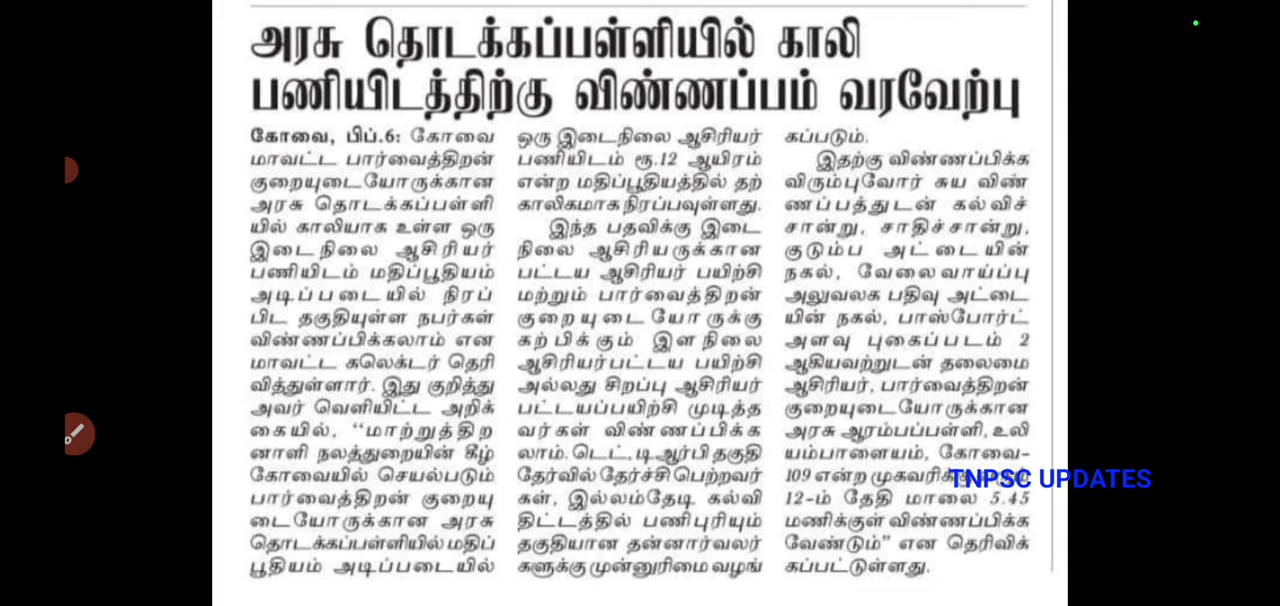 அரசு தொடக்கப்பள்ளியில் காலி
பணியிடத்திற்கு விண்ணப்பம் வரவேற்பு
கோவை, பிப்.6: கோவை
மாவட்ட பார்வைத்திறன்
குறையுடையோருக்கான
அரசு தொடக்கப்பள்ளி
யில் காலியாக உள்ள ஒரு
இடைநிலை ஆசிரியர்
பணியிடம் மதிப்பூதியம்
அடிப்படையில் நிரப்
பிட தகுதியுள்ள நபர்கள்
விண்ணப்பிக்கலாம் என
மாவட்ட கலெக்டர் தெரி
வித்துள்ளார். இது குறித்து
அவர் வெளியிட்ட அறிக்
கையில், "மாற்றுத்திற
னாளி நலத்துறையின் கீழ்
கோவையில் செயல்படும்
பார்வைத்திறன் குறையு
டையோருக்கான அரசு
தொடக்கப்பள்ளியில் மதிப்
பூதியம் அடிப்படையில்
ஒரு இடைநிலை ஆசிரியர்
பணியிடம் ரூ.12 ஆயிரம்
என்ற மதிப்பூதியத்தில் தற்
காலிகமாக நிரப்பவுள்ளது.
இந்த பதவிக்கு இடை
நிலை ஆசிரியருக்கான
பட்டய ஆசிரியர் பயிற்சி
மற்றும் பார்வைத்திறன்
குறையுடையோருக்கு
கற்பிக்கும் இளநிலை
ஆசிரியர்பட்டய பயிற்சி
அல்லது சிறப்பு ஆசிரியர்
பட்டயப்பயிற்சி முடித்த
வர்கள் விண்ணப்பிக்க
லாம். டெட், டிஆர்பி தகுதி
தேர்வில் தேர்ச்சி பெற்றவர்
கள், இல்லம்தேடி கல்வி
திட்டத்தில் பணிபுரியும்
தகுதியான தன்னார்வலர்
களுக்கு முன்னுரிமை வழங்
கப்படும்.
இதற்கு விண்ணப்பிக்க
விரும்புவோர் சுய விண்
ணப்பத்துடன் கல்விச்
சான்று, சாதிச்சான்று,
குடும்ப அட்டையின்
நகல், வேலைவாய்ப்பு
அலுவலக பதிவு அட்டை
யின் நகல், பாஸ்போர்ட்
அளவு புகைப்படம் 2
ஆகியவற்றுடன் தலைமை
ஆசிரியர், பார்வைத்திறன்
குறையுடையோருக்கான
அரசு ஆரம்பப்பள்ளி, உலி
யம்பாளையம், கோவை-
109 என்ற
12-ம் தேதி மாலை 5.45
மணிக்குள் விண்ணப்பிக்க
வேண்டும்" என தெரிவிக்
கப்பட்டுள்ளது.
TNPSC UPDATES